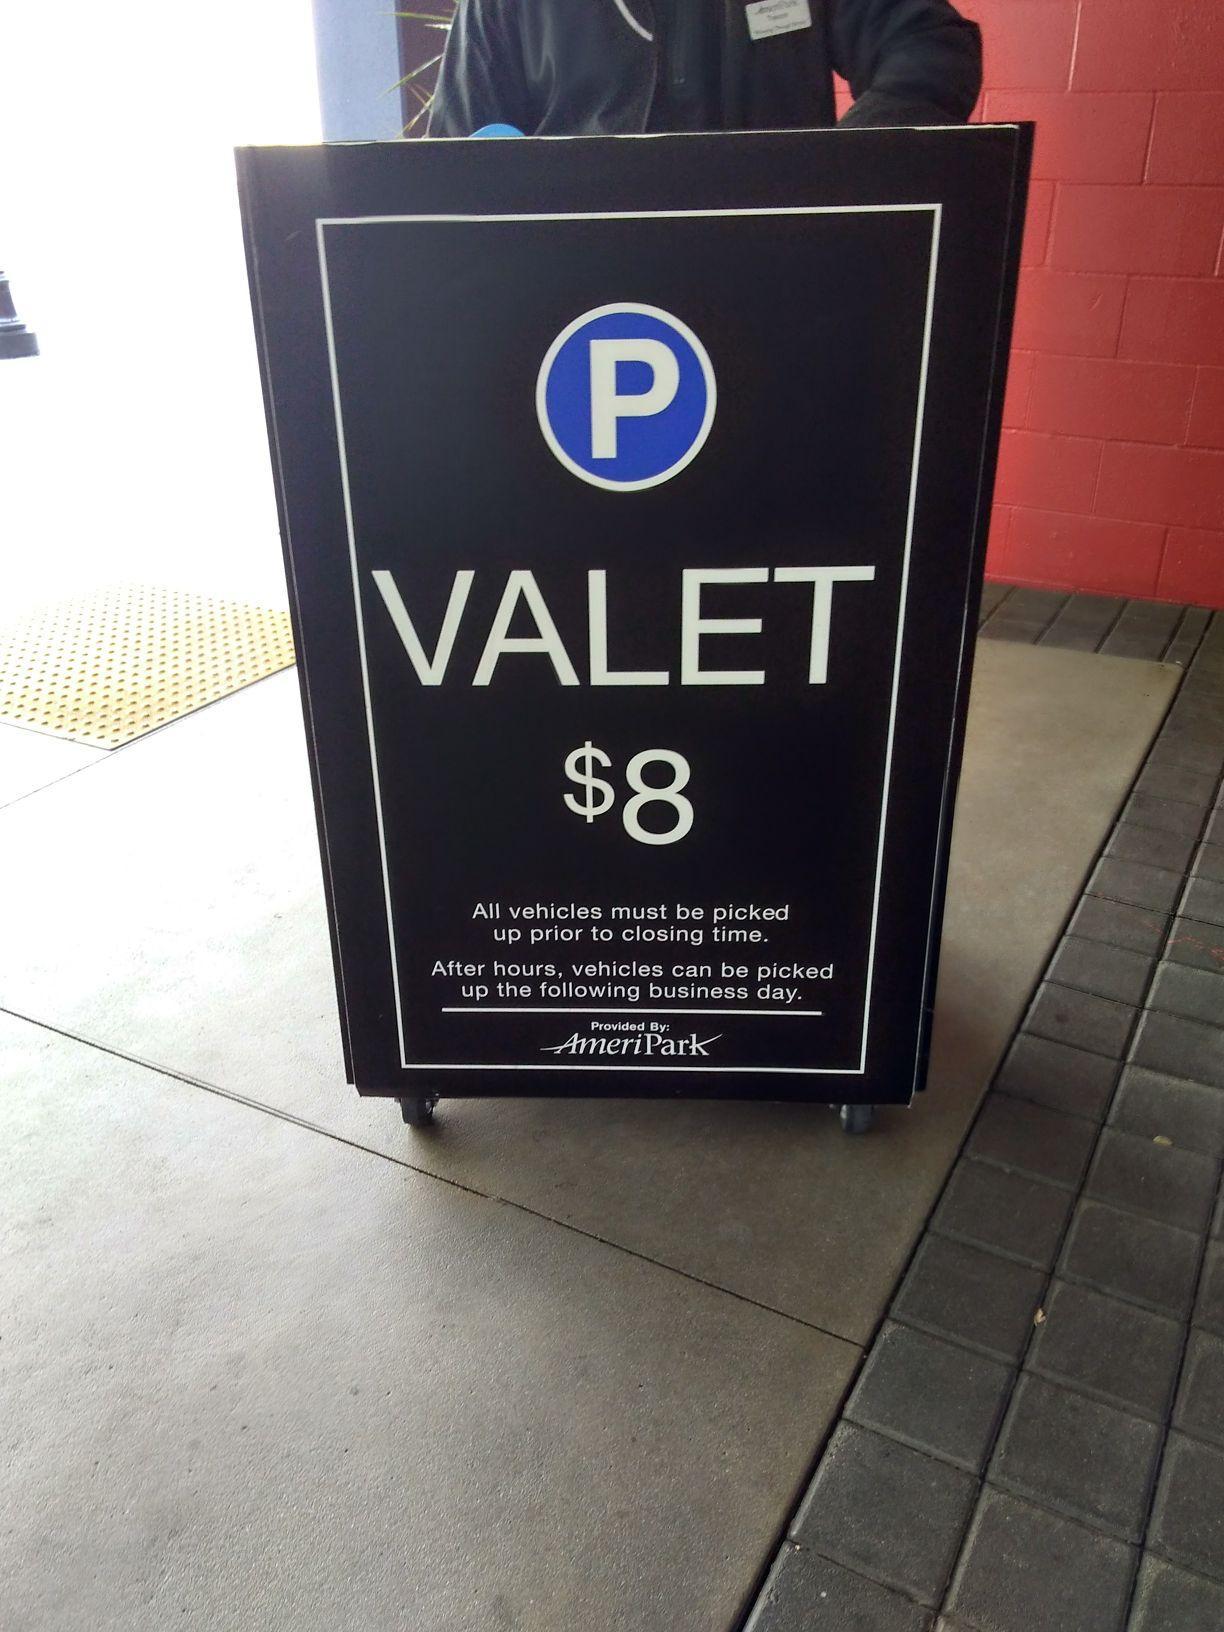 AmeriPark
P
VALET
$8
All vehicles must be picked
up prior to closing time.
After hours, vehicles can be picked
up the following business day.
Provided By:
AmeriPark